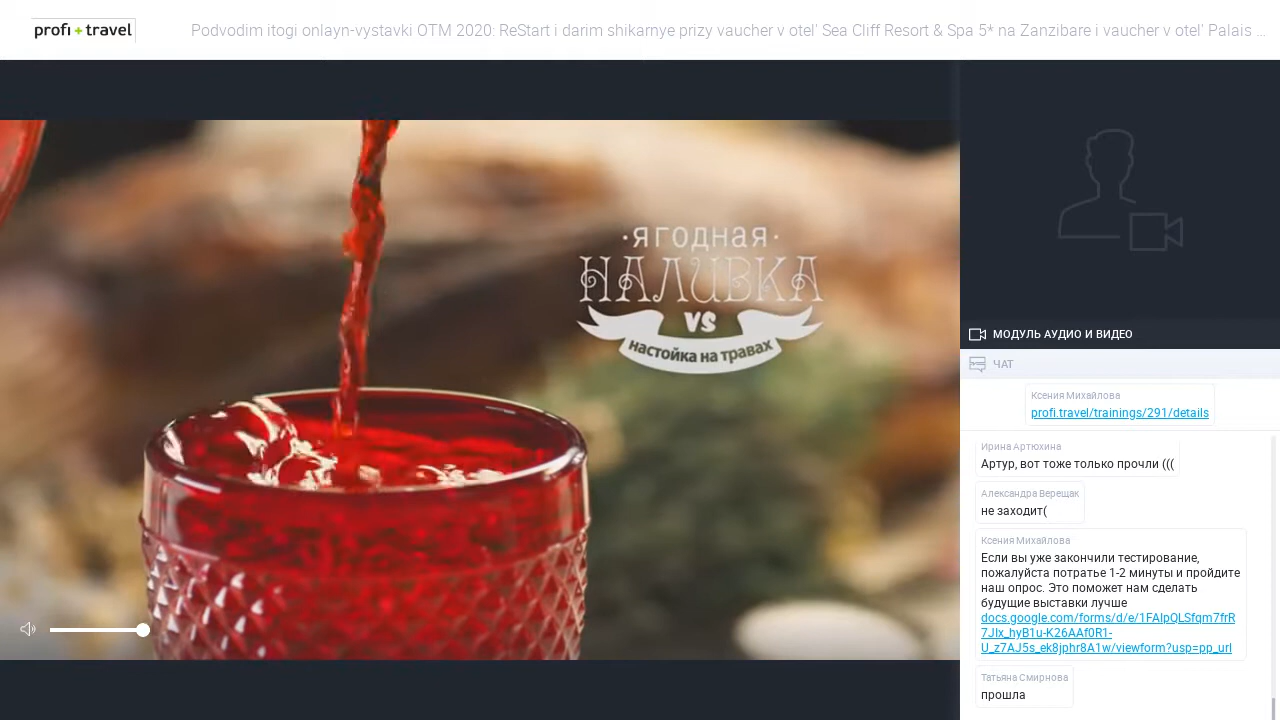 profi + travel
Podvodim itogi onlayn-vystavki OTM 2020: ReStart i darim shikarnye prizy vaucher v otel' Sea Cliff Resort & Spa 5* na Zanzibare i vaucher v otel' Palais ...
·ягодная·
НАЛИВКА
VS
настойка на травах
МОДУЛЬ АУДИО И ВИДЕО
ЧАТ
Ксения Михайлова
profi.travel/trainings/291/details
Ирина Артюхина
Артур, вот тоже только прочли (((
Александра Верещак
не заходит(
Ксения Михайлова
Если вы уже закончили тестирование,
пожалуйста потратье 1-2 минуты и пройдите
наш опрос. Это поможет нам сделать
будущие выставки лучше
docs.google.com/forms/d/e/1FAIpQLSfqm7frR
7JIx_hyB1u-K26AAf0R1-
U_z7AJ5s_ek8jphr8A1w/viewform?usp=pp_url
Татьяна Смирнова
прошла